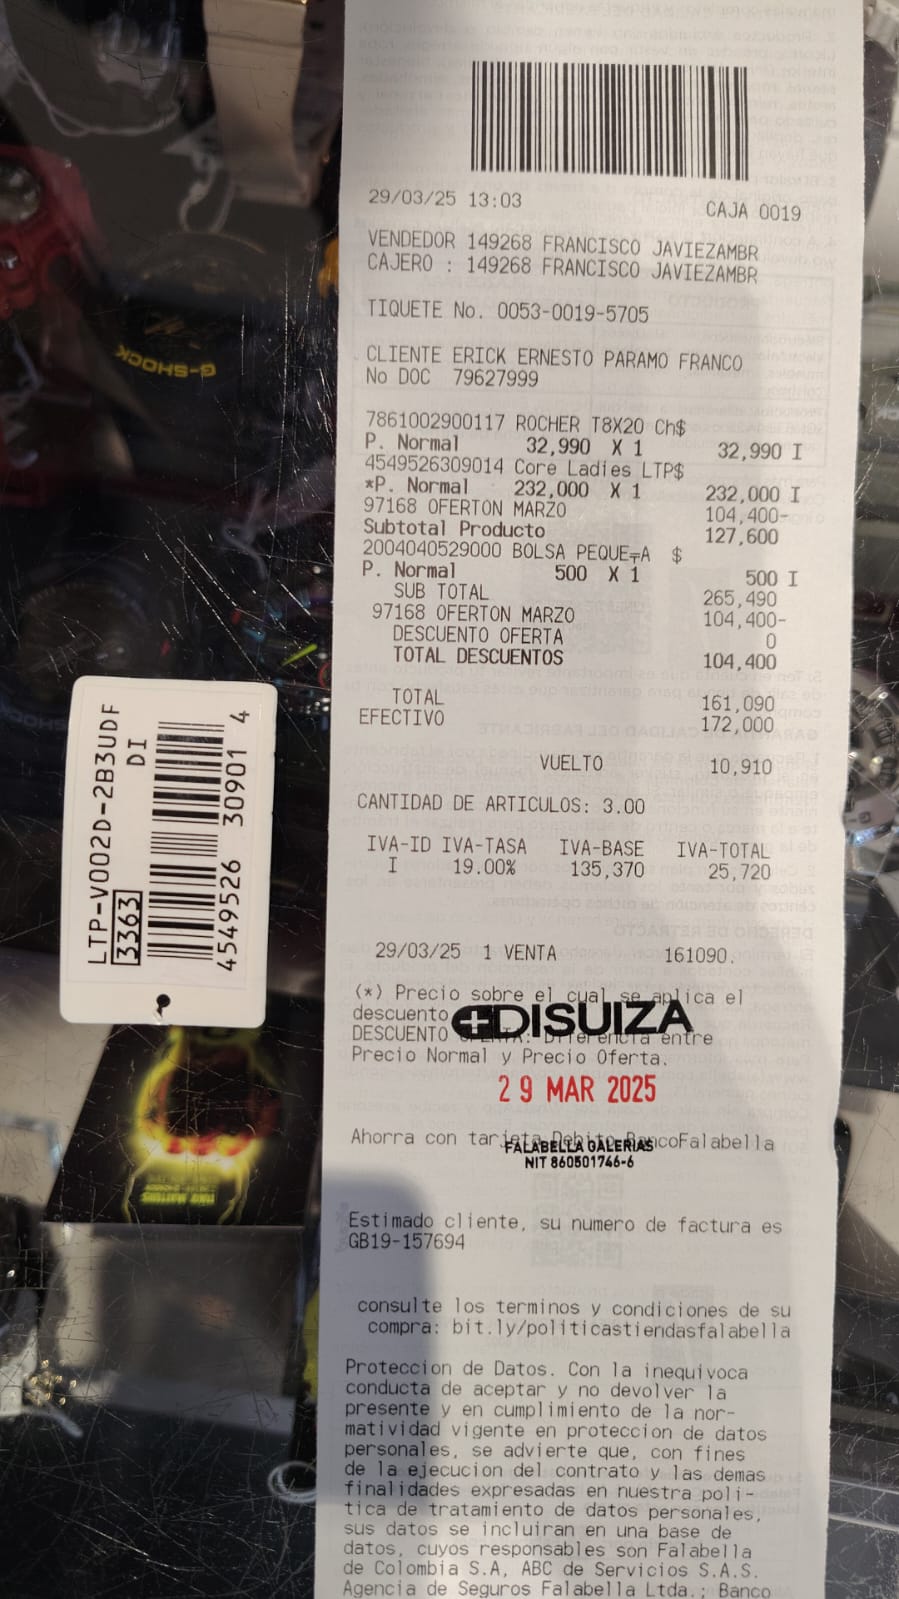 29/03/25 13:03 CAJA 0019
VENDEDOR 149268 FRANCISCO JAVIEZAMBR
CAJERO : 149268 FRANCISCO JAVIEZAMBR
TIQUETE No. 0053-0019-5705
CLIENTE ERICK ERNESTO PARAMO FRANCO
No DOC 79627999
7861002900117 ROCHER T8X20 Ch$
P. Normal 32,990 X 1 32,990 I
4549526309014 Core Ladies LTP$
*P. Normal 232,000 X 1 232,000 I
97168 OFERTON MARZO 104,400-
Subtotal Producto 127,600
2004040529000 BOLSA PEQUE╤A $
P. Normal 500 X 1 500 I
SUB TOTAL 265,490
97168 OFERTON MARZO 104,400-
DESCUENTO OFERTA 0
TOTAL DESCUENTOS 104,400
TOTAL 161,090
EFECTIVO 172,000
VUELTO 10,910
CANTIDAD DE ARTICULOS: 3.00
IVA-ID IVA-TASA IVA-BASE IVA-TOTAL
I 19.00% 135,370 25,720
29/03/25 1 VENTA 161090.
(*) Precio sobre el cual se aplica el
descuento
DISUIZA
DESCUENTO OFERTA: Diferencia entre
Precio Normal y Precio Oferta.
29 MAR 2025
Ahorra con tarjeta Debito BancoFalabella
FALABELLA GALERIAS
NIT 860501746-6
Estimado cliente, su numero de factura es
GB19-157694
consulte los terminos y condiciones de su
compra: bit.ly/politicastiendasfalabella
Proteccion de Datos. Con la inequivoca
conducta de aceptar y no devolver la
presente y en cumplimiento de la nor-
matividad vigente en proteccion de datos
personales, se advierte que, con fines
de la ejecucion del contrato y las demas
finalidades expresadas en nuestra poli-
tica de tratamiento de datos personales,
sus datos se incluiran en una base de
datos, cuyos responsables son Falabella
de Colombia S.A, ABC de Servicios S.A.S.
Agencia de Seguros Falabella Ltda.; Banco
LTP-V002D-2B3UDF
DI
3363
4549526 30901 4
G-SHOCK